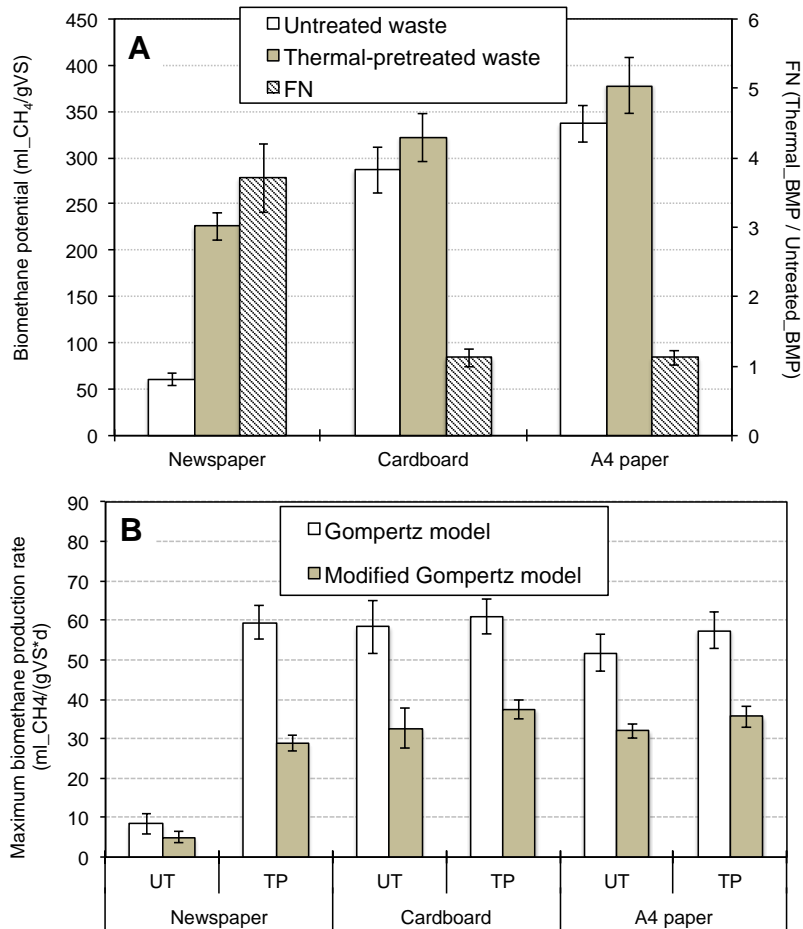 A
Untreated waste
Thermal-pretreated waste
FN
Biomethane potential (ml_CH₄/gVS)
450
400
350
300
250
200
150
100
50
0
FN (Thermal_BMP / Untreated_BMP)
6
5
4
3
2
1
0
Newspaper Cardboard A4 paper
B
Gompertz model
Modified Gompertz model
Maximum biomethane production rate
(ml_CH4/(gVS*d)
90
80
70
60
50
40
30
20
10
0
UT TP UT TP UT TP
Newspaper Cardboard A4 paper